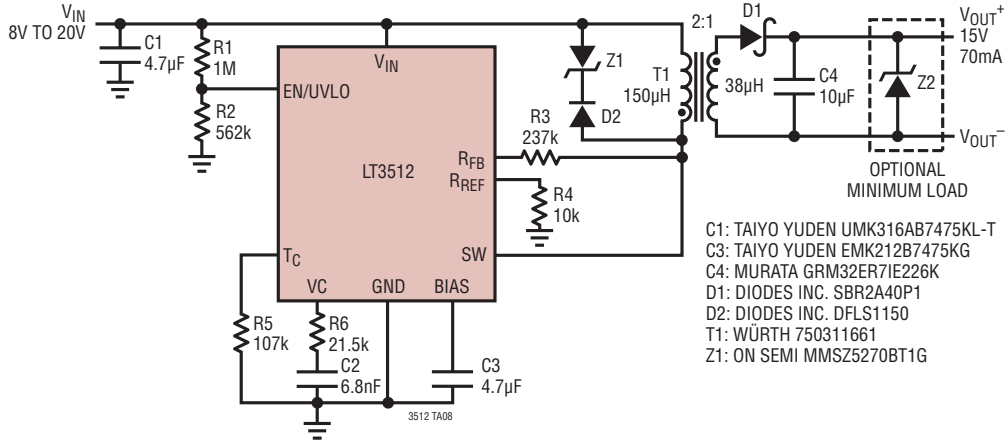 VIN
8V TO 20V
C1
4.7µF
R1
1M
R2
562k
VIN
EN/UVLO
LT3512
RFB
RREF
SW
TC
VC
GND
BIAS
Z1
D2
R3
237k
R4
10k
T1
150µH
2:1
38µH
D1
C4
10µF
Z2
VOUT+
15V
70mA
VOUT–
OPTIONAL
MINIMUM LOAD
R5
107k
R6
21.5k
C2
6.8nF
C3
4.7µF
3512 TA08
C1: TAIYO YUDEN UMK316AB7475KL-T
C3: TAIYO YUDEN EMK212B7475KG
C4: MURATA GRM32ER7IE226K
D1: DIODES INC. SBR2A40P1
D2: DIODES INC. DFLS1150
T1: WÜRTH 750311661
Z1: ON SEMI MMSZ5270BT1G